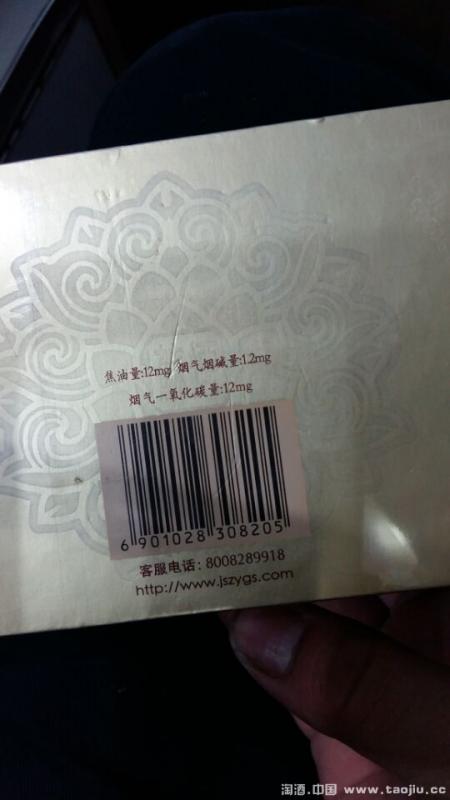 焦油量:12mg 烟气烟碱量:1.2mg
烟气一氧化碳量:12mg
6 901028 308205
客服电话: 8008289918
http://www.jszygs.com
淘酒.中国 www.taojiu.cc